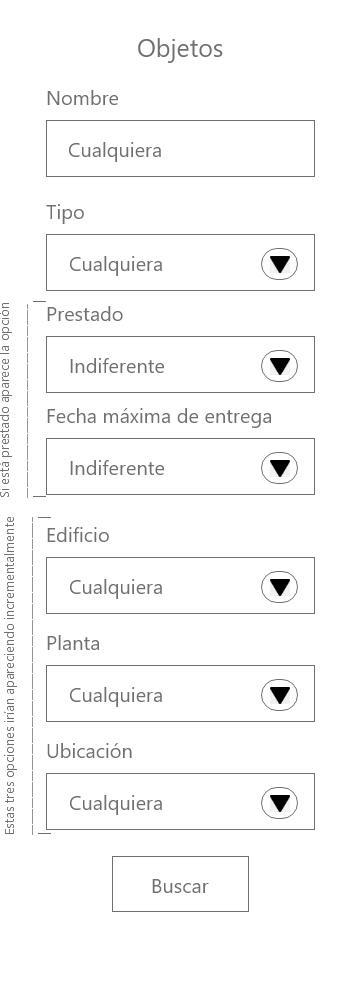 Objetos
Nombre
Cualquiera
Tipo
Cualquiera
Si está prestado aparece la opción
Prestado
Indiferente
Fecha máxima de entrega
Indiferente
Estas tres opciones irían apareciendo incrementalmente
Edificio
Cualquiera
Planta
Cualquiera
Ubicación
Cualquiera
Buscar